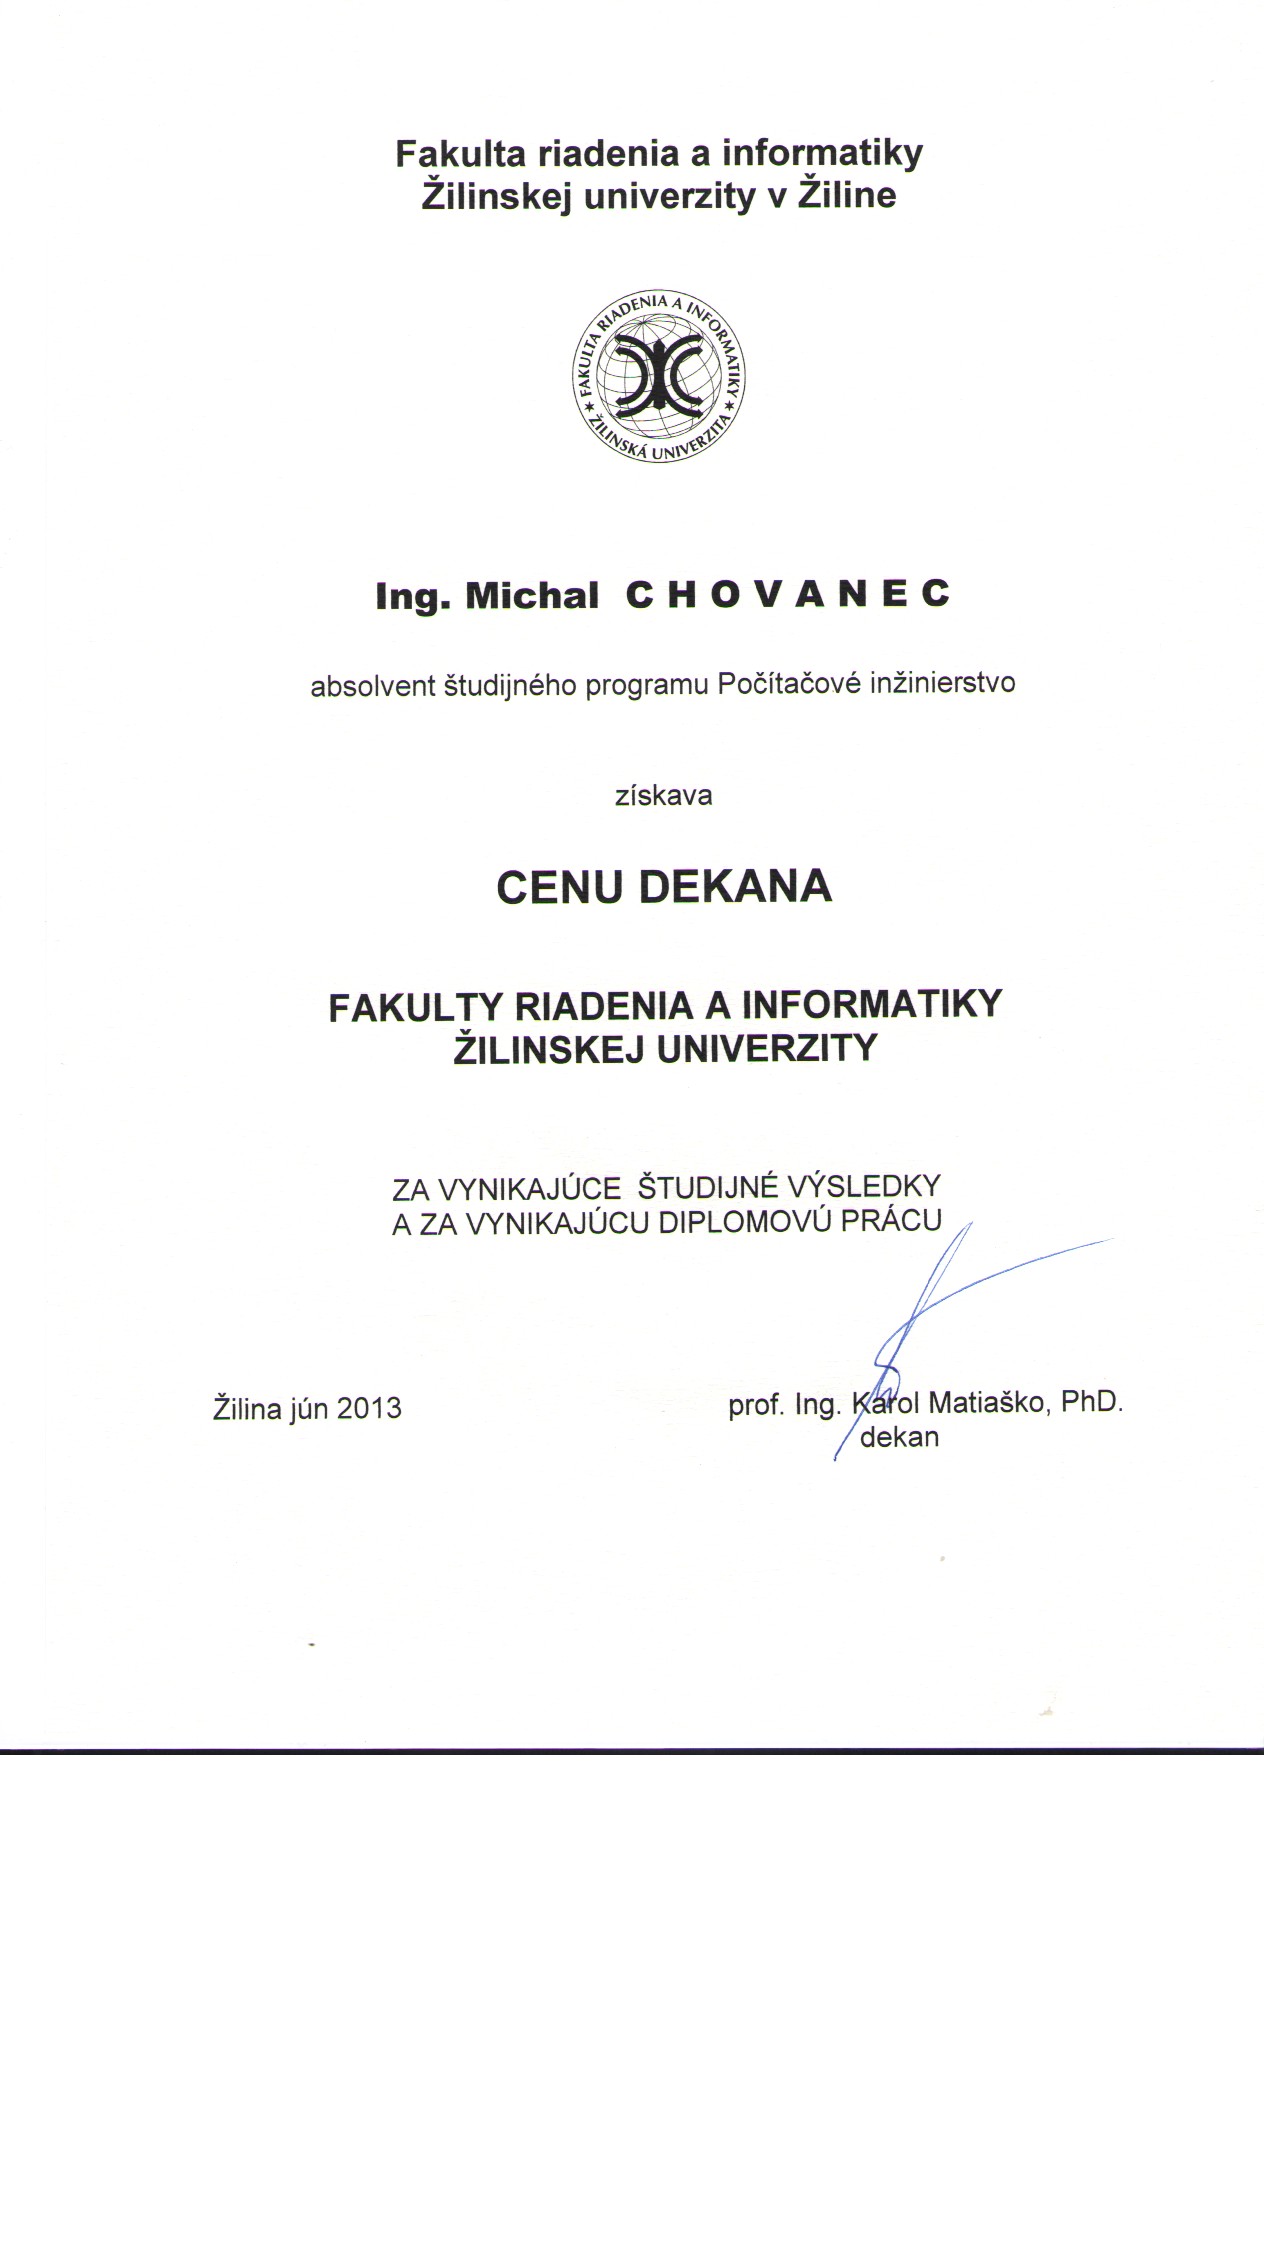 Fakulta riadenia a informatiky
Žilinskej univerzity v Žiline
FAKULTA RIADENIA A INFORMATIKY
ŽILINSKÁ UNIVERZITA
Ing. Michal C H O V A N E C
absolvent študijného programu Počítačové inžinierstvo
získava
CENU DEKANA
FAKULTY RIADENIA A INFORMATIKY
ŽILINSKEJ UNIVERZITY
ZA VYNIKAJÚCE ŠTUDIJNÉ VÝSLEDKY
A ZA VYNIKAJÚCU DIPLOMOVÚ PRÁCU
Žilina jún 2013
prof. Ing. Karol Matiaško, PhD.
dekan